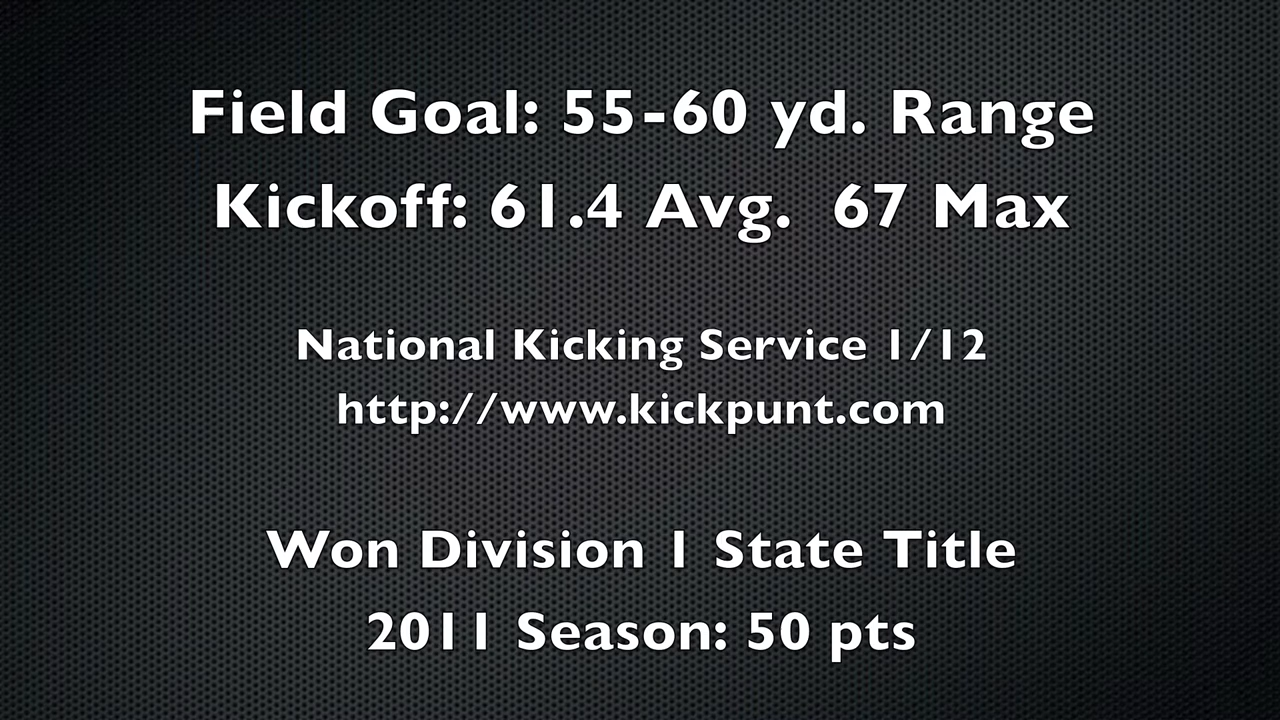 Field Goal: 55-60 yd. Range
Kickoff: 61.4 Avg.  67 Max
National Kicking Service 1/12
http://www.kickpunt.com
Won Division 1 State Title
2011 Season: 50 pts